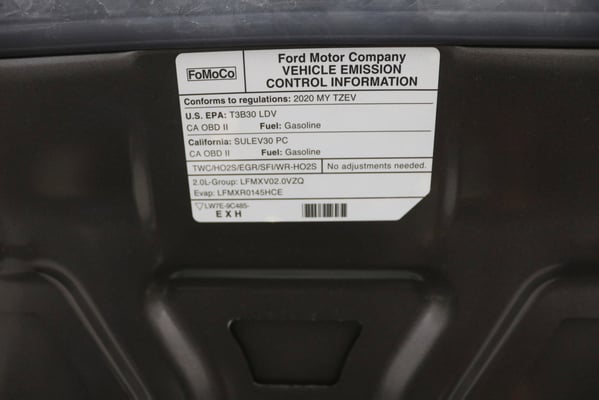 FoMoCo
Ford Motor Company
VEHICLE EMISSION
CONTROL INFORMATION
Conforms to regulations: 2020 MY TZEV
U.S. EPA: T3B30 LDV
CA OBD II Fuel: Gasoline
California: SULEV30 PC
CA OBD II Fuel: Gasoline
TWC/HO2S/EGR/SFI/WR-HO2S No adjustments needed.
2.0L-Group: LFMXV02.0VZQ
Evap: LFMXR0145HCE
LW7E-9C485-
EXH